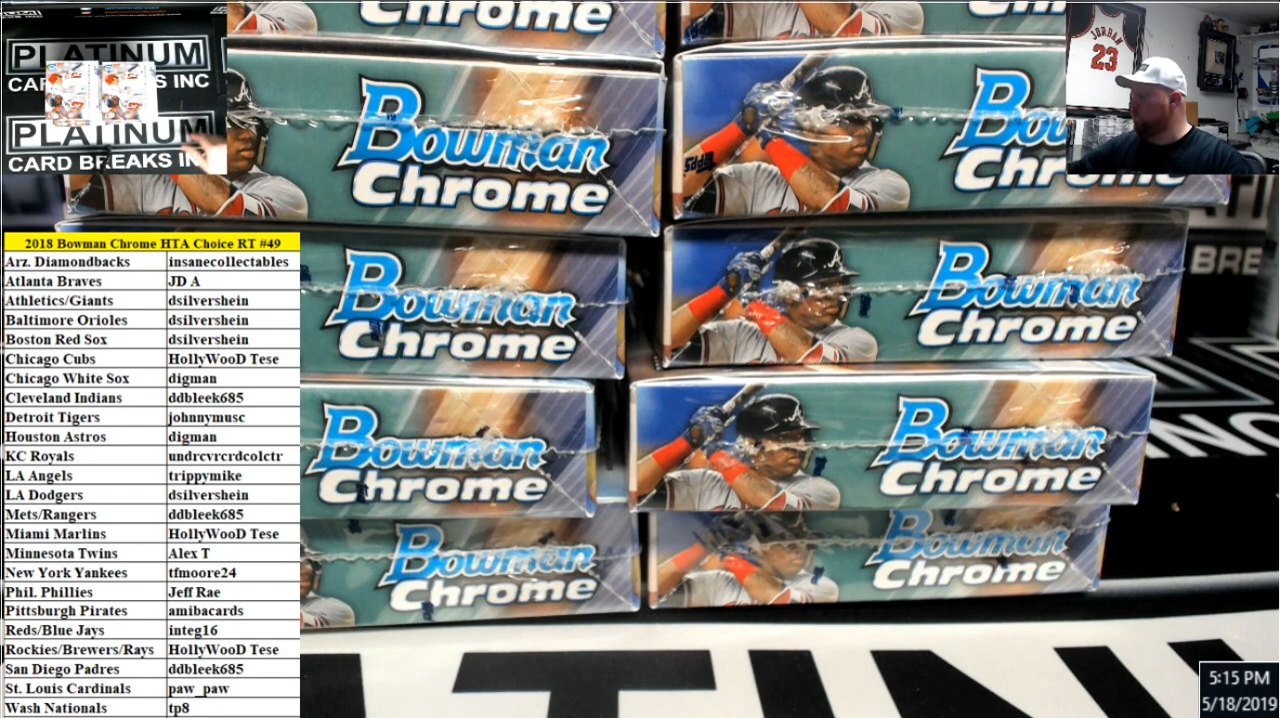 PLATINUM
CARD BREAKS INC
PLATINUM
CARD BREAKS IN
Chrome
Bowman
Chrome
Bowman
Chrome
JORDAN
23
Bowman
Chrome
Bowman
Chrome
Bowman
Chrome
Bowman
Chrome
Bowman
Chrome
Bowman
Chrome
TOPPS
BRE
INC
2018 Bowman Chrome HTA Choice RT #49
Arz. Diamondbacks insanecollectables
Atlanta Braves JD A
Athletics/Giants dsilvershein
Baltimore Orioles dsilvershein
Boston Red Sox dsilvershein
Chicago Cubs HollyWooD Tese
Chicago White Sox digman
Cleveland Indians ddbleek685
Detroit Tigers johnnymusc
Houston Astros digman
KC Royals undrcvrcrdcolctr
LA Angels trippymike
LA Dodgers dsilvershein
Mets/Rangers ddbleek685
Miami Marlins HollyWooD Tese
Minnesota Twins Alex T
New York Yankees tfmoore24
Phil. Phillies Jeff Rae
Pittsburgh Pirates amibacards
Reds/Blue Jays integ16
Rockies/Brewers/Rays HollyWooD Tese
San Diego Padres ddbleek685
St. Louis Cardinals paw_paw
Wash Nationals tp8
5:15 PM
5/18/2019